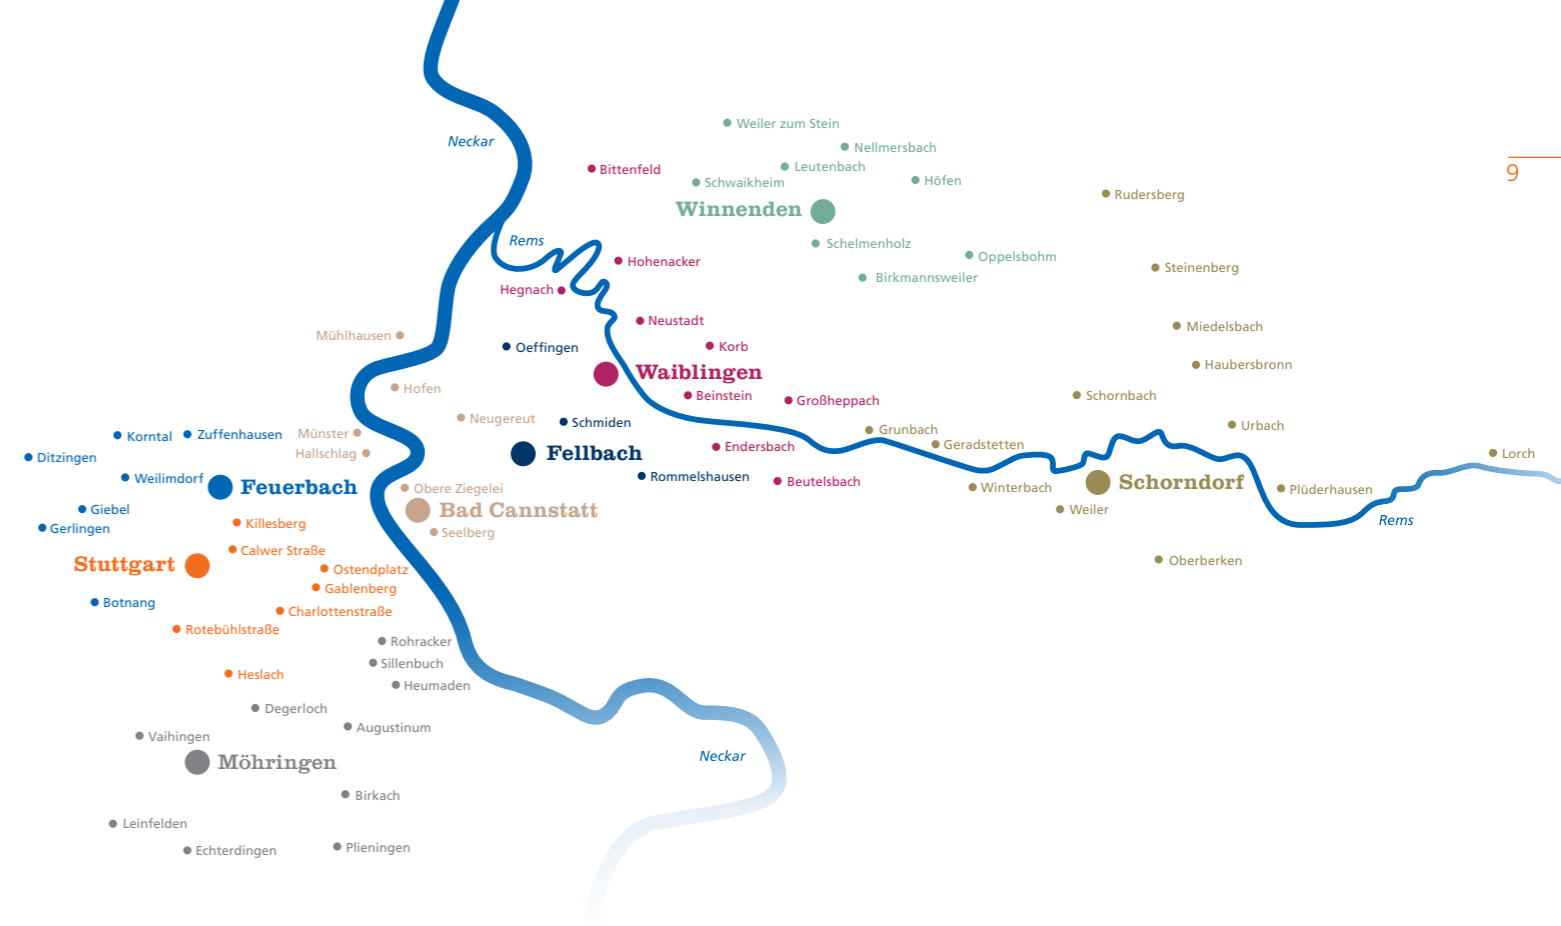 Weiler zum Stein
Neckar
Nellmersbach
9
Bittenfeld
Leutenbach
Schwaikheim
Höfen
Rudersberg
Winnenden
Rems
Schelmenholz
Oppelsbohm
Hohenacker
Steinenberg
Birkmannsweiler
Hegnach
Neustadt
Miedelsbach
Mühlhausen
Oeffingen
Korb
Haubersbronn
Waiblingen
Hofen
Beinstein
Großheppach
Schornbach
Neugereut
Schmiden
Grunbach
Urbach
Korntal
Zuffenhausen
Münster
Endersbach
Geradstetten
Hallschlag
Fellbach
Lorch
Ditzingen
Weilimdorf
Rommelshausen
Beutelsbach
Schorndorf
Feuerbach
Obere Ziegelei
Winterbach
Plüderhausen
Giebel
Bad Cannstatt
Weiler
Gerlingen
Killesberg
Rems
Seelberg
Calwer Straße
Stuttgart
Ostendplatz
Oberberken
Gablenberg
Botnang
Charlottenstraße
Rotebühlstraße
Rohracker
Sillenbuch
Heslach
Heumaden
Degerloch
Augustinum
Vaihingen
Neckar
Möhringen
Birkach
Leinfelden
Echterdingen
Plieningen